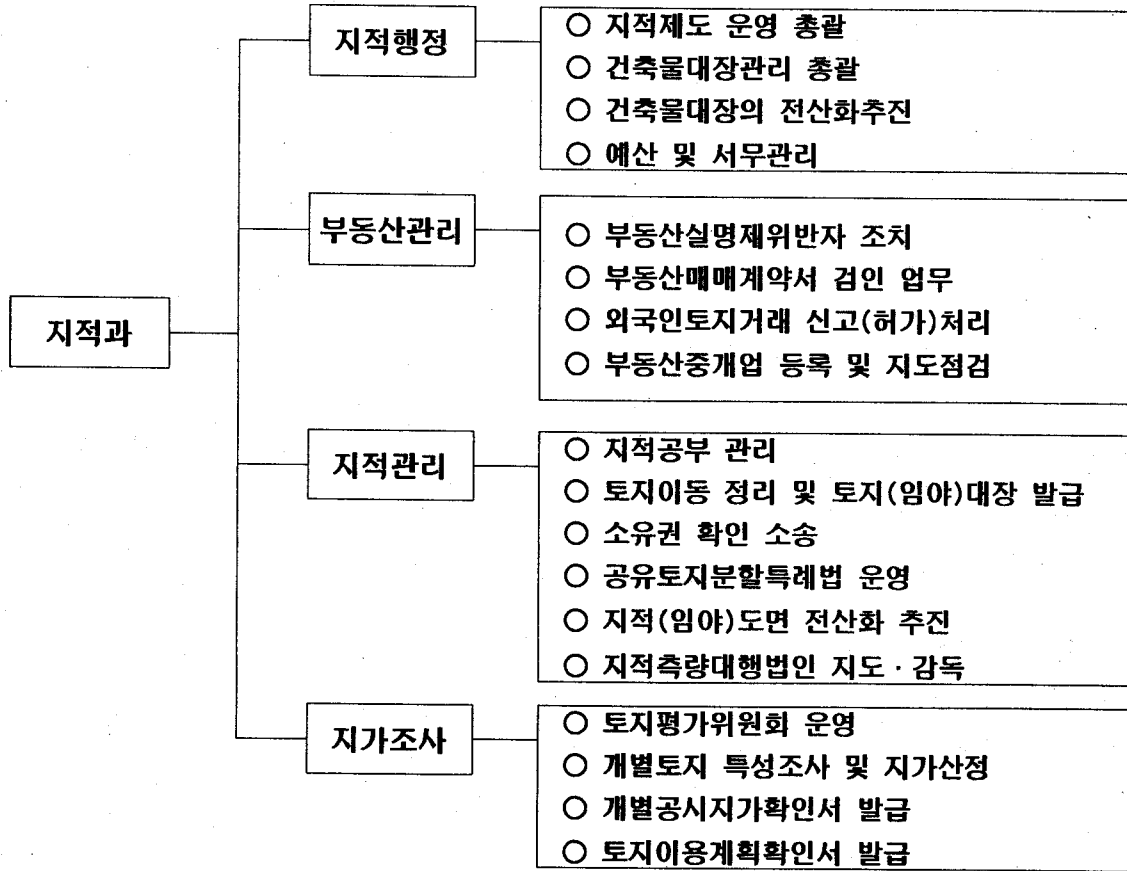 지적과
지적행정
○ 지적제도 운영 총괄
○ 건축물대장관리 총괄
○ 건축물대장의 전산화추진
○ 예산 및 서무관리
부동산관리
○ 부동산실명제위반자 조치
○ 부동산매매계약서 검인 업무
○ 외국인토지거래 신고(허가)처리
○ 부동산중개업 등록 및 지도점검
지적관리
○ 지적공부 관리
○ 토지이동 정리 및 토지(임야)대장 발급
○ 소유권 확인 소송
○ 공유토지분할특례법 운영
○ 지적(임야)도면 전산화 추진
○ 지적측량대행법인 지도·감독
지가조사
○ 토지평가위원회 운영
○ 개별토지 특성조사 및 지가산정
○ 개별공시지가확인서 발급
○ 토지이용계획확인서 발급